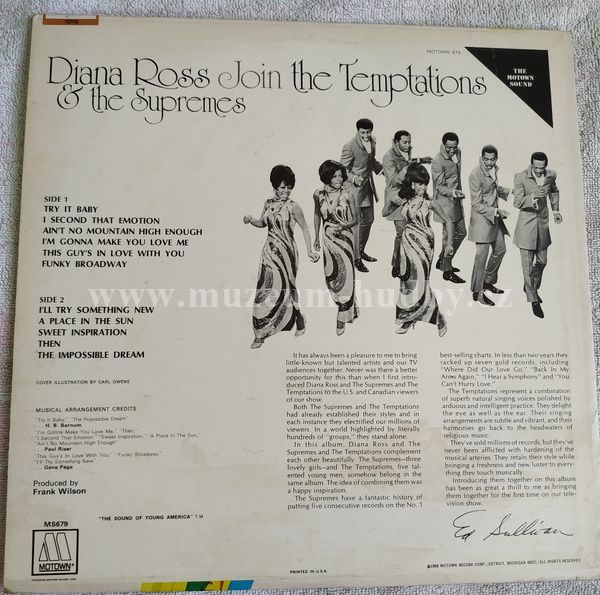 MOTOWN 679
THE
MOTOWN
SOUND
Diana Ross Join the Temptations
& the Supremes
SIDE 1
TRY IT BABY
I SECOND THAT EMOTION
AIN'T NO MOUNTAIN HIGH ENOUGH
I'M GONNA MAKE YOU LOVE ME
THIS GUY'S IN LOVE WITH YOU
FUNKY BROADWAY
SIDE 2
I'LL TRY SOMETHING NEW
A PLACE IN THE SUN
SWEET INSPIRATION
THEN
THE IMPOSSIBLE DREAM
www.muzeum-hudby.cz
COVER ILLUSTRATION BY CARL OWENS
MUSICAL ARRANGEMENT CREDITS
"Try It Baby," "The Impossible Dream"
... H. B. Barnum
"I'm Gonna Make You Love Me," "Then,"
"I Second That Emotion," "Sweet Inspiration," "A Place In The Sun,"
"Ain't No Mountain High Enough"
... Paul Riser
"This Guy's In Love With You," "Funky Broadway,"
"I'll Try Something New"
... Gene Page
Produced by
Frank Wilson
MS679
MOTOWN
"THE SOUND OF YOUNG AMERICA" T.M.
It has always been a pleasure to me to bring
little-known but talented artists and our TV
audiences together. Never was there a better
opportunity for this than when I first intro-
duced Diana Ross and The Supremes and The
Temptations to the U.S. and Canadian viewers
of our show.
Both The Supremes and The Temptations
had already established their styles and in
each instance they electrified our millions of
viewers. In a world highlighted by literally
hundreds of "groups," they stand alone.
In this album, Diana Ross and The
Supremes and The Temptations complement
each other beautifully. The Supremes—three
lovely girls—and The Temptations, five tal-
ented young men, somehow belong in the
same album. The idea of combining them was
a happy inspiration.
The Supremes have a fantastic history of
putting five consecutive records on the No. 1
best-selling charts. In less than two years they
racked up seven gold records, including
"Where Did Our Love Go," "Back In My
Arms Again," "I Hear a Symphony" and "You
Can't Hurry Love."
The Temptations represent a combination
of superb natural singing voices polished by
arduous and intelligent practice. They delight
the eye as well as the ear. Their singing
arrangements are subtle and vibrant, and their
harmonies go back to the headwaters of
religious music.
They've sold millions of records, but they've
never been afflicted with hardening of the
musical arteries. They retain their style while
bringing a freshness and new luster to every-
thing they touch musically.
Introducing them together on this album
has been as great a thrill to me as bringing
them together for the first time on our tele-
vision show.
Ed Sullivan
PRINTED IN U.S.A.
©1968 MOTOWN RECORD CORP./DETROIT, MICHIGAN 48201/ALL RIGHTS RESERVED